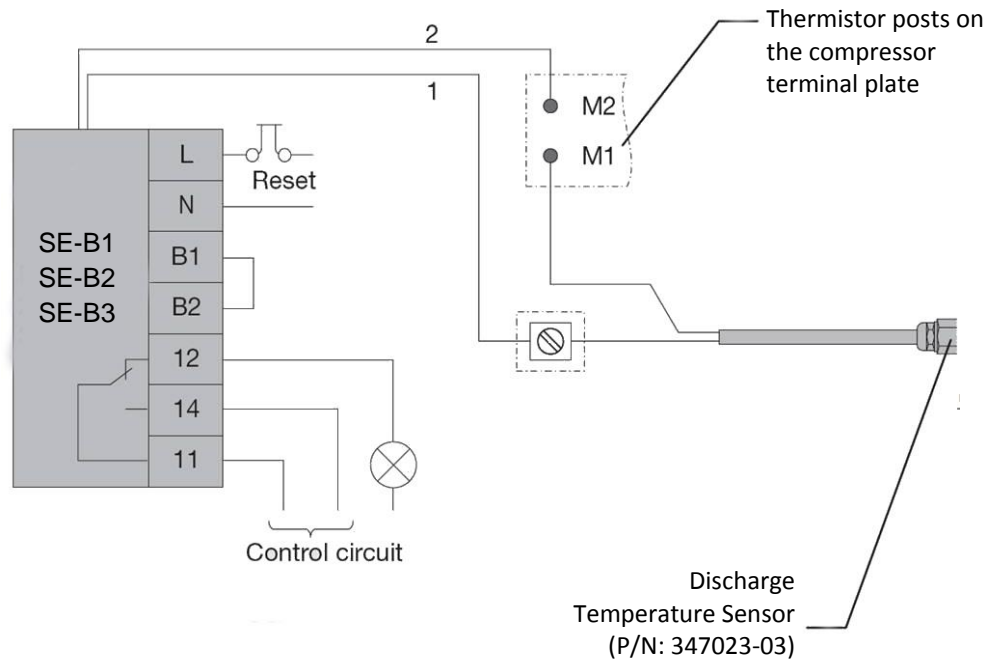 Thermistor posts on
the compressor
terminal plate
2
1
M2
M1
L
Reset
N
SE-B1
SE-B2
SE-B3
B1
B2
12
14
11
Control circuit
Discharge
Temperature Sensor
(P/N: 347023-03)